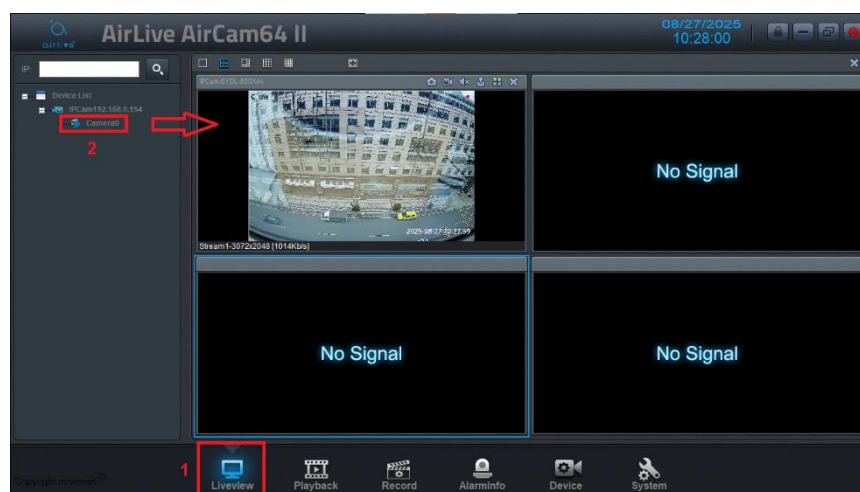 airlive
AirLive AirCam64 II
08/27/2025
10:28:00
IP:
Device List
IPCam192.168.0.154
Camera0
2
Stream1-3072x2048 [1014Kb/s]
No Signal
No Signal
No Signal
1
Liveview
Playback
Record
AlarmInfo
Device
System
Copyright reserved